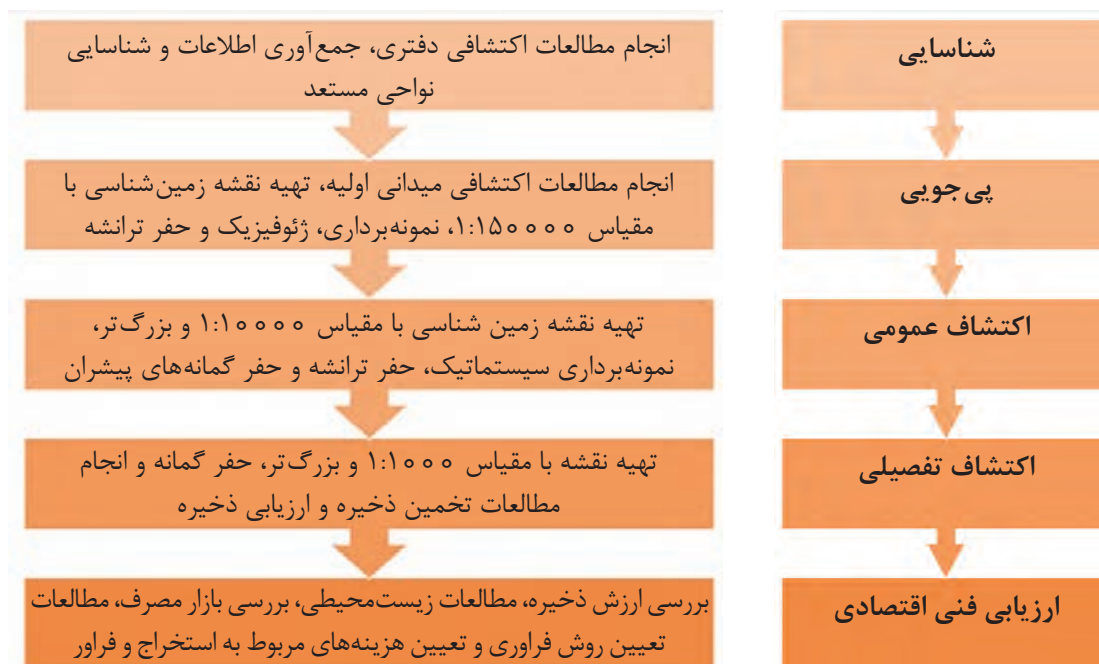 شناسایی
انجام مطالعات اکتشافی دفتری، جمع‌آوری اطلاعات و شناسایی
نواحی مستعد
پی‌جویی
انجام مطالعات اکتشافی میدانی اولیه، تهیه نقشه زمین‌شناسی با
مقیاس ۱:۱۵۰۰۰۰، نمونه‌برداری، ژئوفیزیک و حفر ترانشه
اکتشاف عمومی
تهیه نقشه زمین شناسی با مقیاس ۱:۱۰۰۰۰ و بزرگ‌تر،
نمونه‌برداری سیستماتیک، حفر ترانشه و حفر گمانه‌های پیشران
اکتشاف تفصیلی
تهیه نقشه با مقیاس ۱:۱۰۰۰ و بزرگ‌تر، حفر گمانه و انجام
مطالعات تخمین ذخیره و ارزیابی ذخیره
ارزیابی فنی اقتصادی
بررسی ارزش ذخیره، مطالعات زیست‌محیطی، بررسی بازار مصرف، مطالعات
تعیین روش فراوری و تعیین هزینه‌های مربوط به استخراج و فراور